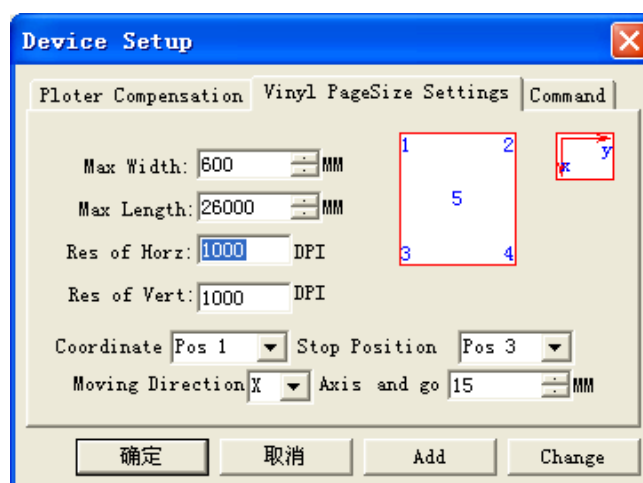 Device Setup
Ploter Compensation Vinyl PageSize Settings Command
Max Width: 600 MM
Max Length: 26000 MM
Res of Horz: 1000 DPI
Res of Vert: 1000 DPI
1 2
5
3 4
y
x
Coordinate Pos 1 Stop Position Pos 3
Moving Direction X Axis and go 15 MM
确定 取消 Add Change